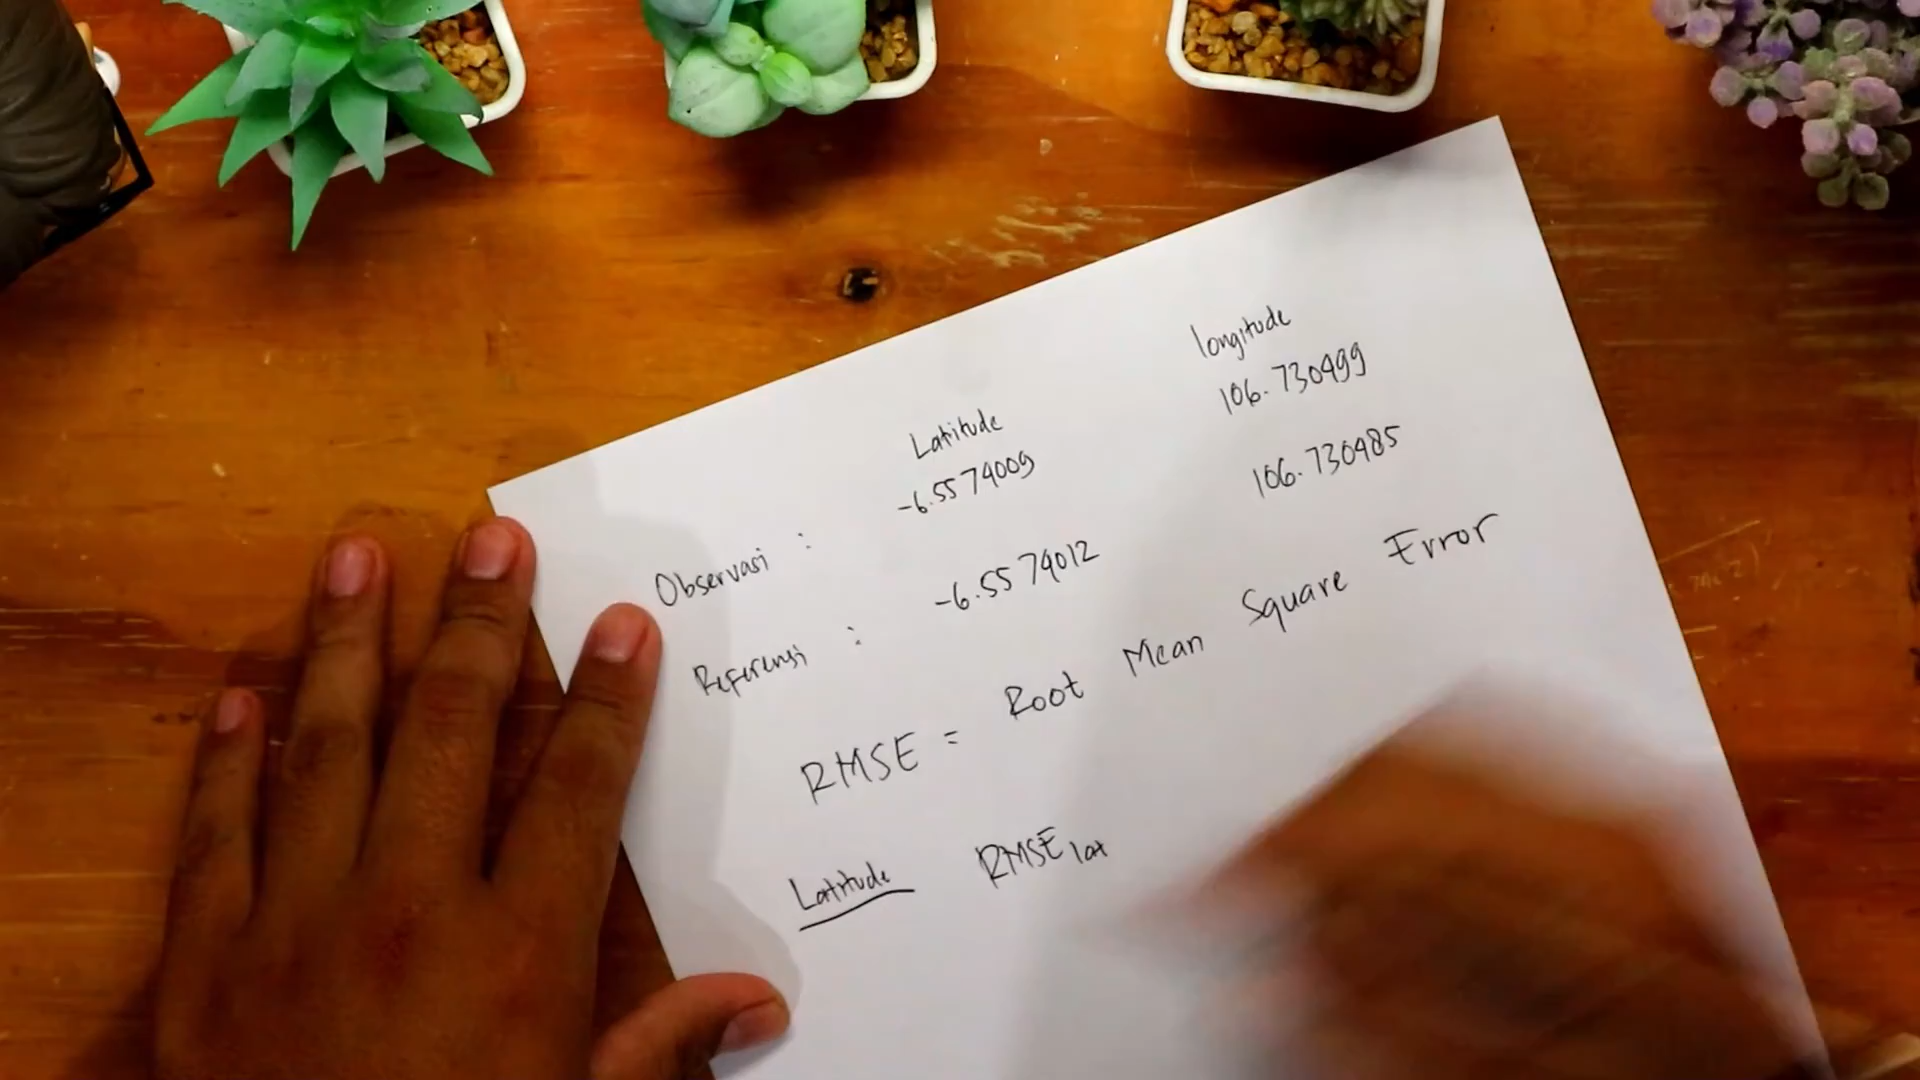 Latitude longitude
Observasi : -6.5574009 106.730499
Referensi : -6.5574012 106.730485
RMSE = Root Mean Square Error
Latitude RMSE lat